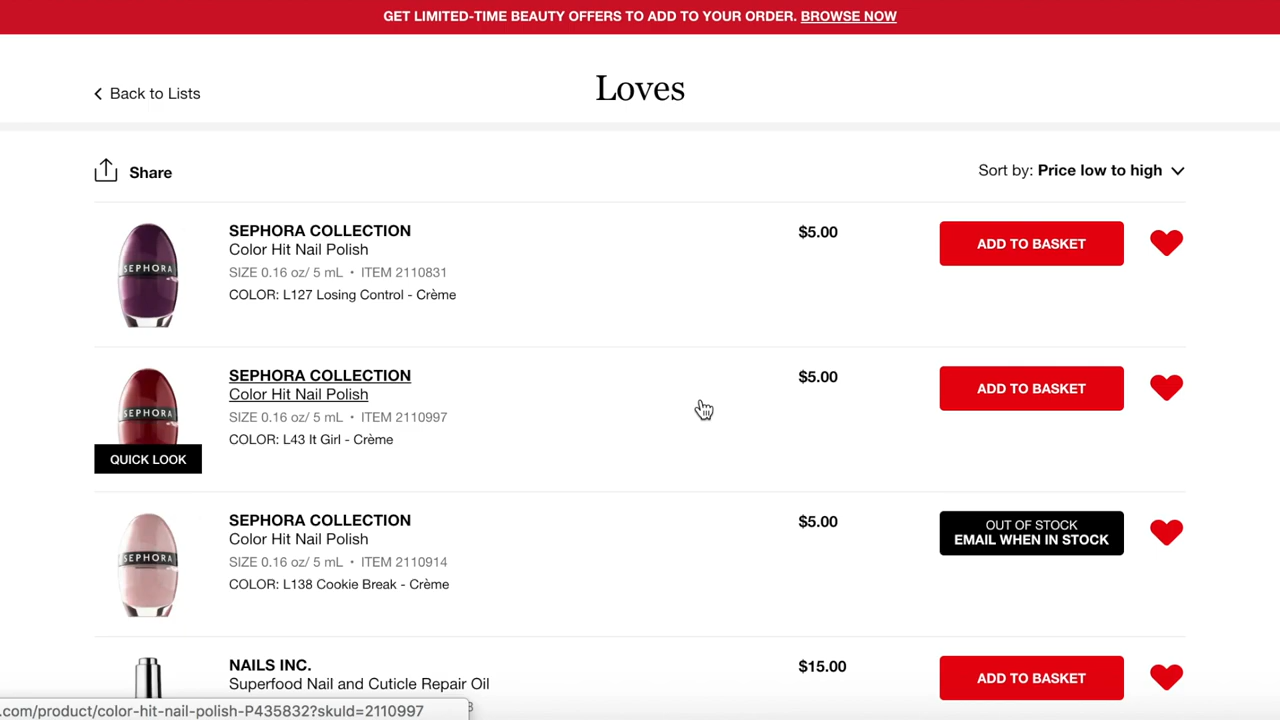 GET LIMITED-TIME BEAUTY OFFERS TO ADD TO YOUR ORDER. BROWSE NOW
Back to Lists
Loves
Share
Sort by: Price low to high
SEPHORA
SEPHORA COLLECTION
Color Hit Nail Polish
SIZE 0.16 oz/ 5 mL • ITEM 2110831
COLOR: L127 Losing Control - Crème
$5.00
ADD TO BASKET
SEPHORA
QUICK LOOK
SEPHORA COLLECTION
Color Hit Nail Polish
SIZE 0.16 oz/ 5 mL • ITEM 2110997
COLOR: L43 It Girl - Crème
$5.00
ADD TO BASKET
SEPHORA
SEPHORA COLLECTION
Color Hit Nail Polish
SIZE 0.16 oz/ 5 mL • ITEM 2110914
COLOR: L138 Cookie Break - Crème
$5.00
OUT OF STOCK
EMAIL WHEN IN STOCK
NAILS INC.
Superfood Nail and Cuticle Repair Oil
$15.00
ADD TO BASKET
.com/product/color-hit-nail-polish-P435832?skuId=2110997